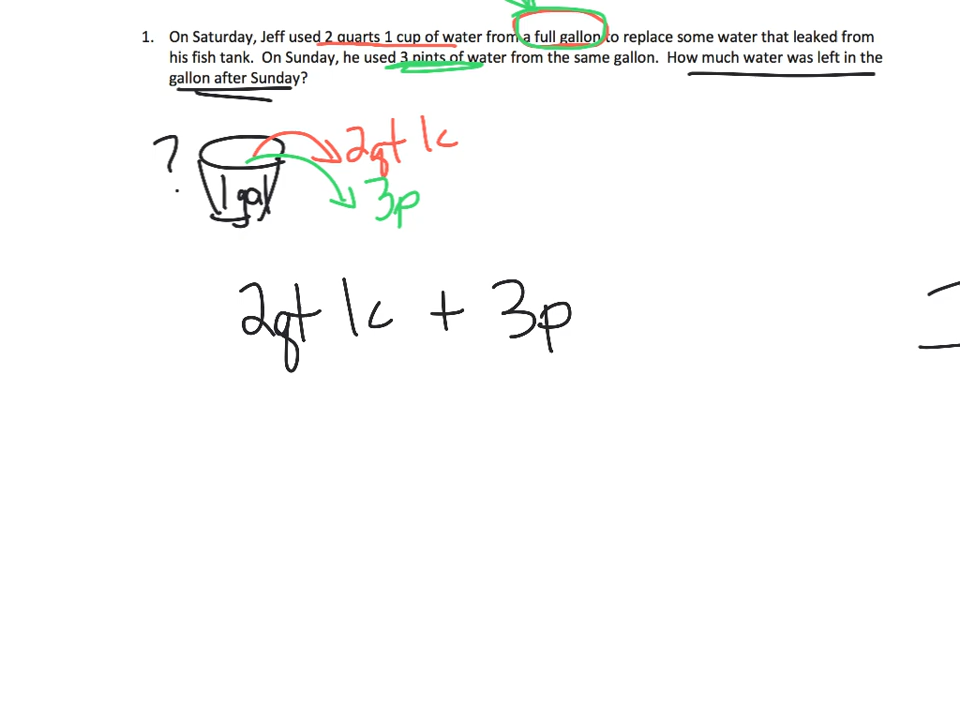 1. On Saturday, Jeff used 2 quarts 1 cup of water from a full gallon to replace some water that leaked from
his fish tank. On Sunday, he used 3 pints of water from the same gallon. How much water was left in the
gallon after Sunday?
? 1 gal 2qt 1c
3p
2qt 1c + 3p